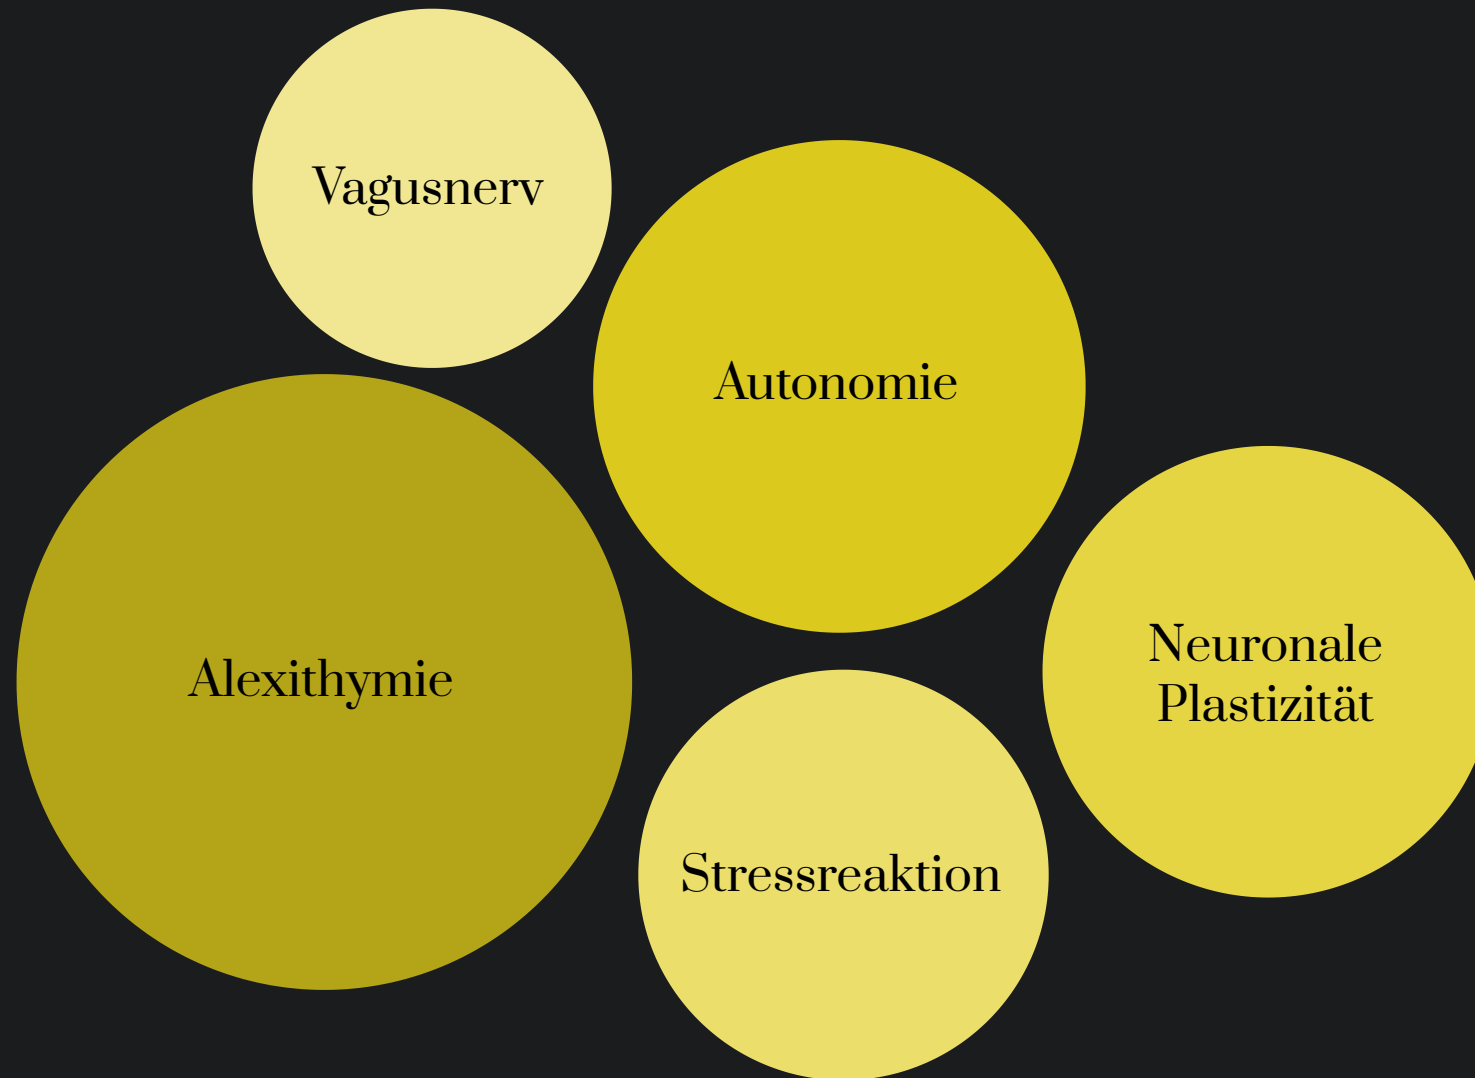 Vagusnerv
Autonomie
Alexithymie
Neuronale
Plastizität
Stressreaktion